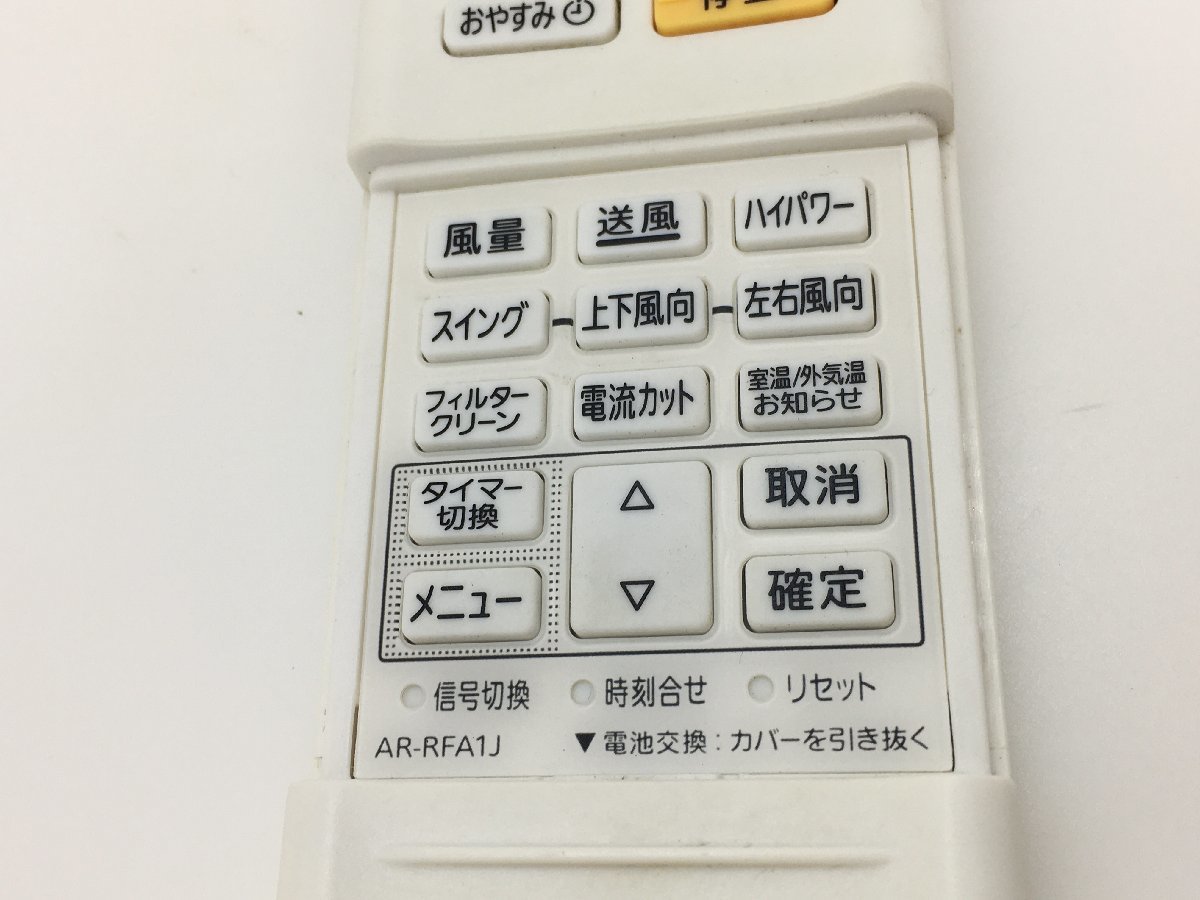 おやすみ
風量 送風 ハイパワー
スイング 上下風向 左右風向
フィルター
クリーン
電流カット
室温/外気温
お知らせ
タイマー
切換
取消
メニュー
確定
信号切換 時刻合せ リセット
AR-RFA1J ▼電池交換:カバーを引き抜く